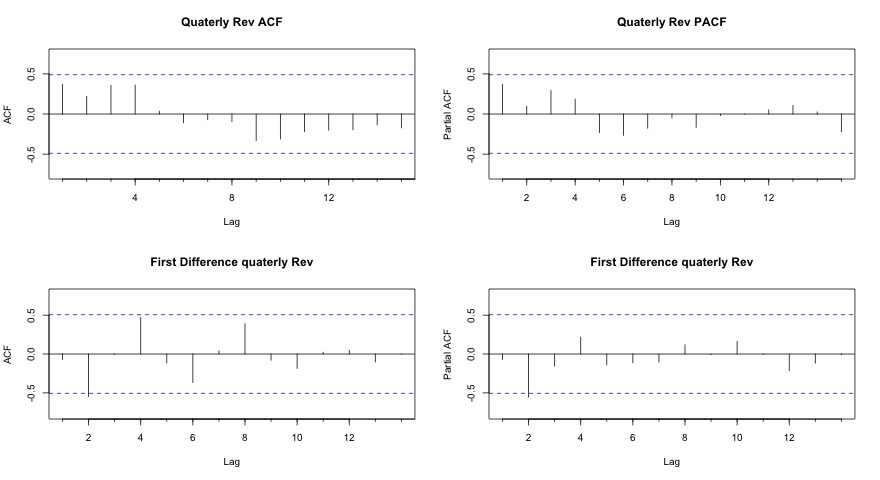 Quaterly Rev ACF
ACF
0.5
0.0
-0.5
4 8 12
Lag
Quaterly Rev PACF
Partial ACF
0.5
0.0
-0.5
2 4 6 8 10 12
Lag
First Difference quaterly Rev
ACF
0.5
0.0
-0.5
2 4 6 8 10 12
Lag
First Difference quaterly Rev
Partial ACF
0.5
0.0
-0.5
2 4 6 8 10 12
Lag